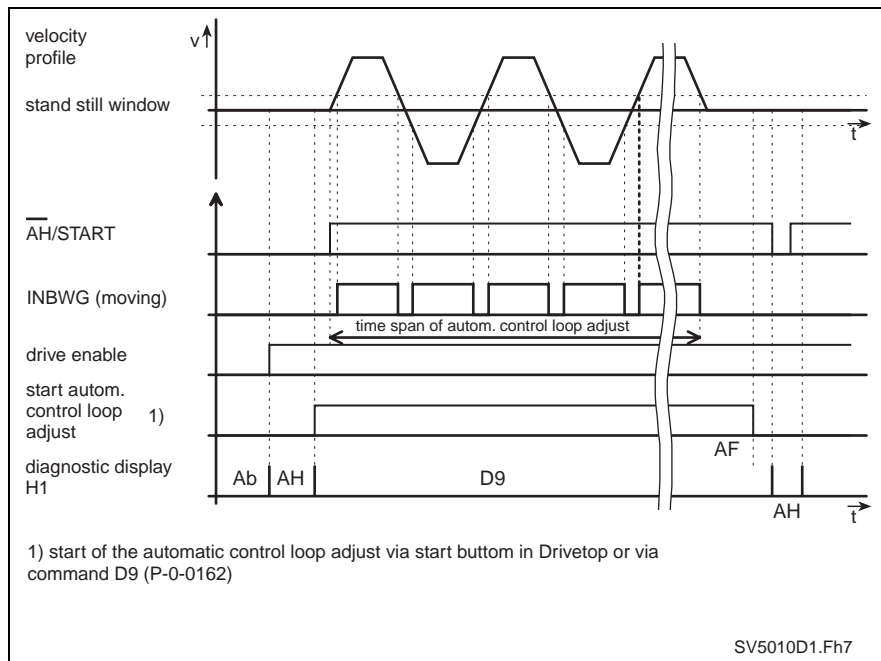 velocity
profile
v
stand still window
t
AH/START
INBWG (moving)
time span of autom. control loop adjust
drive enable
start autom.
control loop
adjust
1)
AF
diagnostic display
H1
Ab
AH
D9
AH
t
1) start of the automatic control loop adjust via start buttom in Drivetop or via
command D9 (P-0-0162)
SV5010D1.Fh7